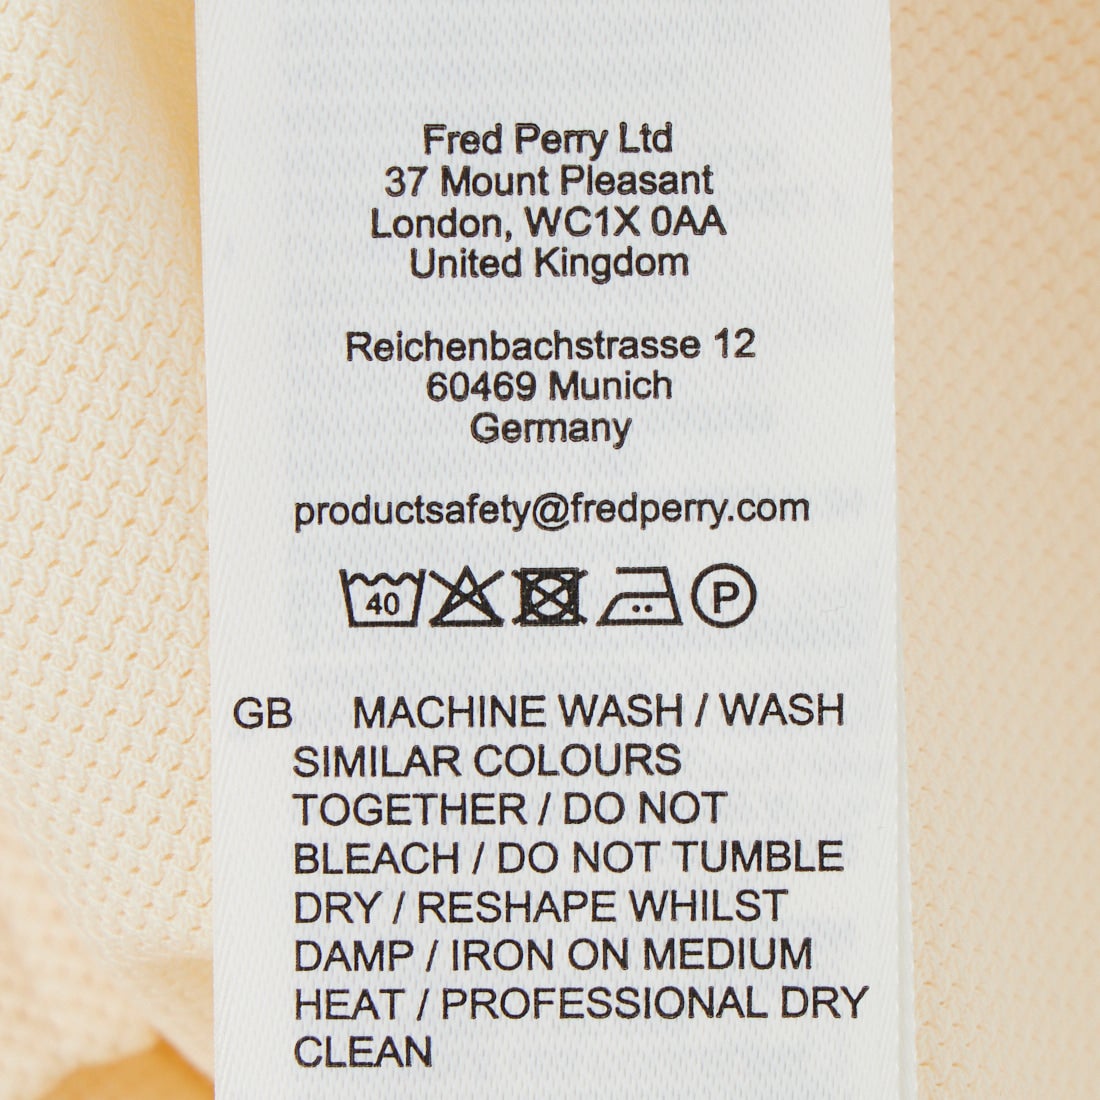 Fred Perry Ltd
37 Mount Pleasant
London, WC1X 0AA
United Kingdom
Reichenbachstrasse 12
60469 Munich
Germany
productsafety@fredperry.com
40 P
GB MACHINE WASH / WASH
SIMILAR COLOURS
TOGETHER / DO NOT
BLEACH / DO NOT TUMBLE
DRY / RESHAPE WHILST
DAMP / IRON ON MEDIUM
HEAT / PROFESSIONAL DRY
CLEAN